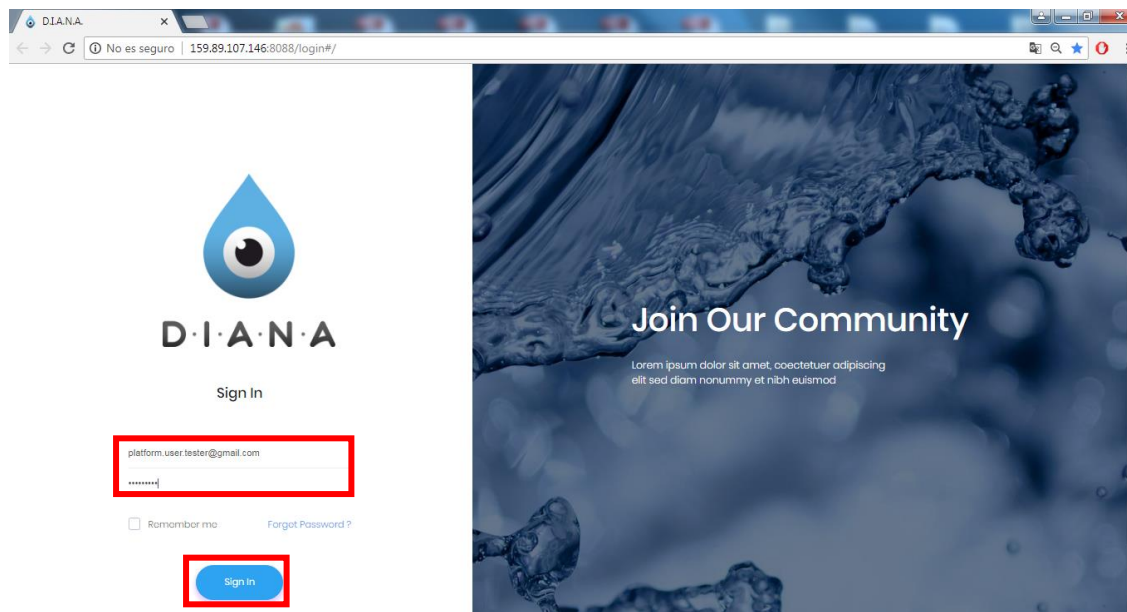 D.I.A.N.A.
No es seguro | 159.89.107.146:8088/login#/
D·I·A·N·A
Sign In
platform.user.tester@gmail.com
•••••••••
Remember me
Forgot Password ?
Sign In
Join Our Community
Lorem ipsum dolor sit amet, coectetuer adipiscing
elit sed diam nonummy et nibh euismod